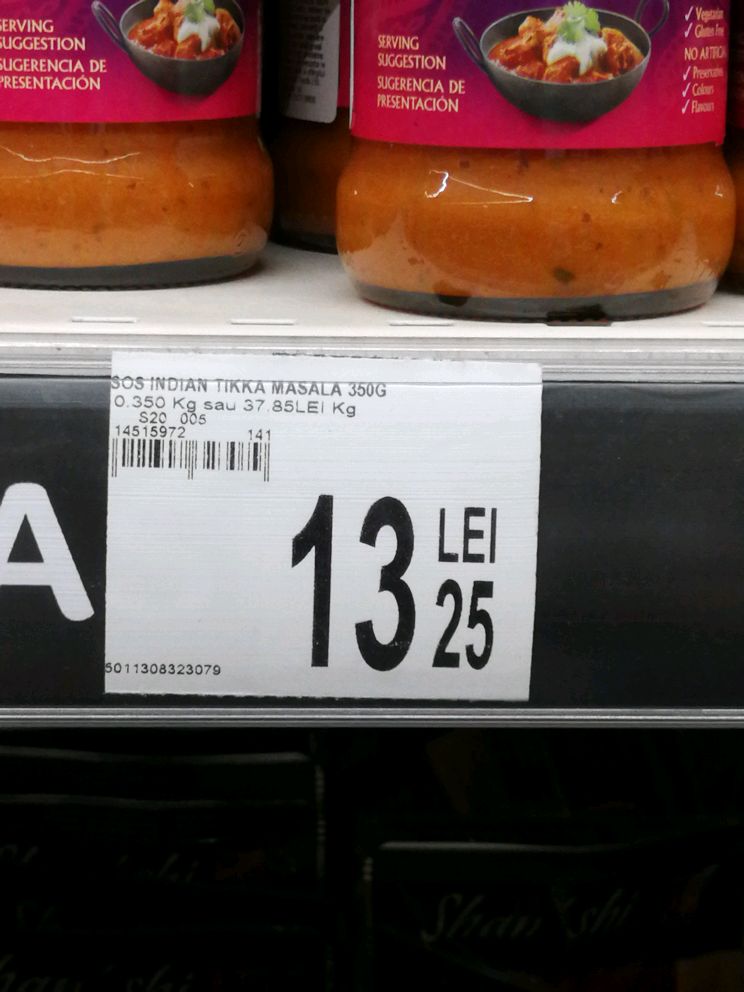 SERVING
SUGGESTION
SUGERENCIA DE
PRESENTACIÓN
SERVING
SUGGESTION
SUGERENCIA DE
PRESENTACIÓN
✓ Vegetarian
✓ Gluten Free
NO ARTIFICIAL
✓ Preservatives
✓ Colours
✓ Flavours
SOS INDIAN TIKKA MASALA 350G
0.350 Kg sau 37.85LEI Kg
S20 005
14515972 141
13 LEI
25
5011308323079
A
Shan'shi